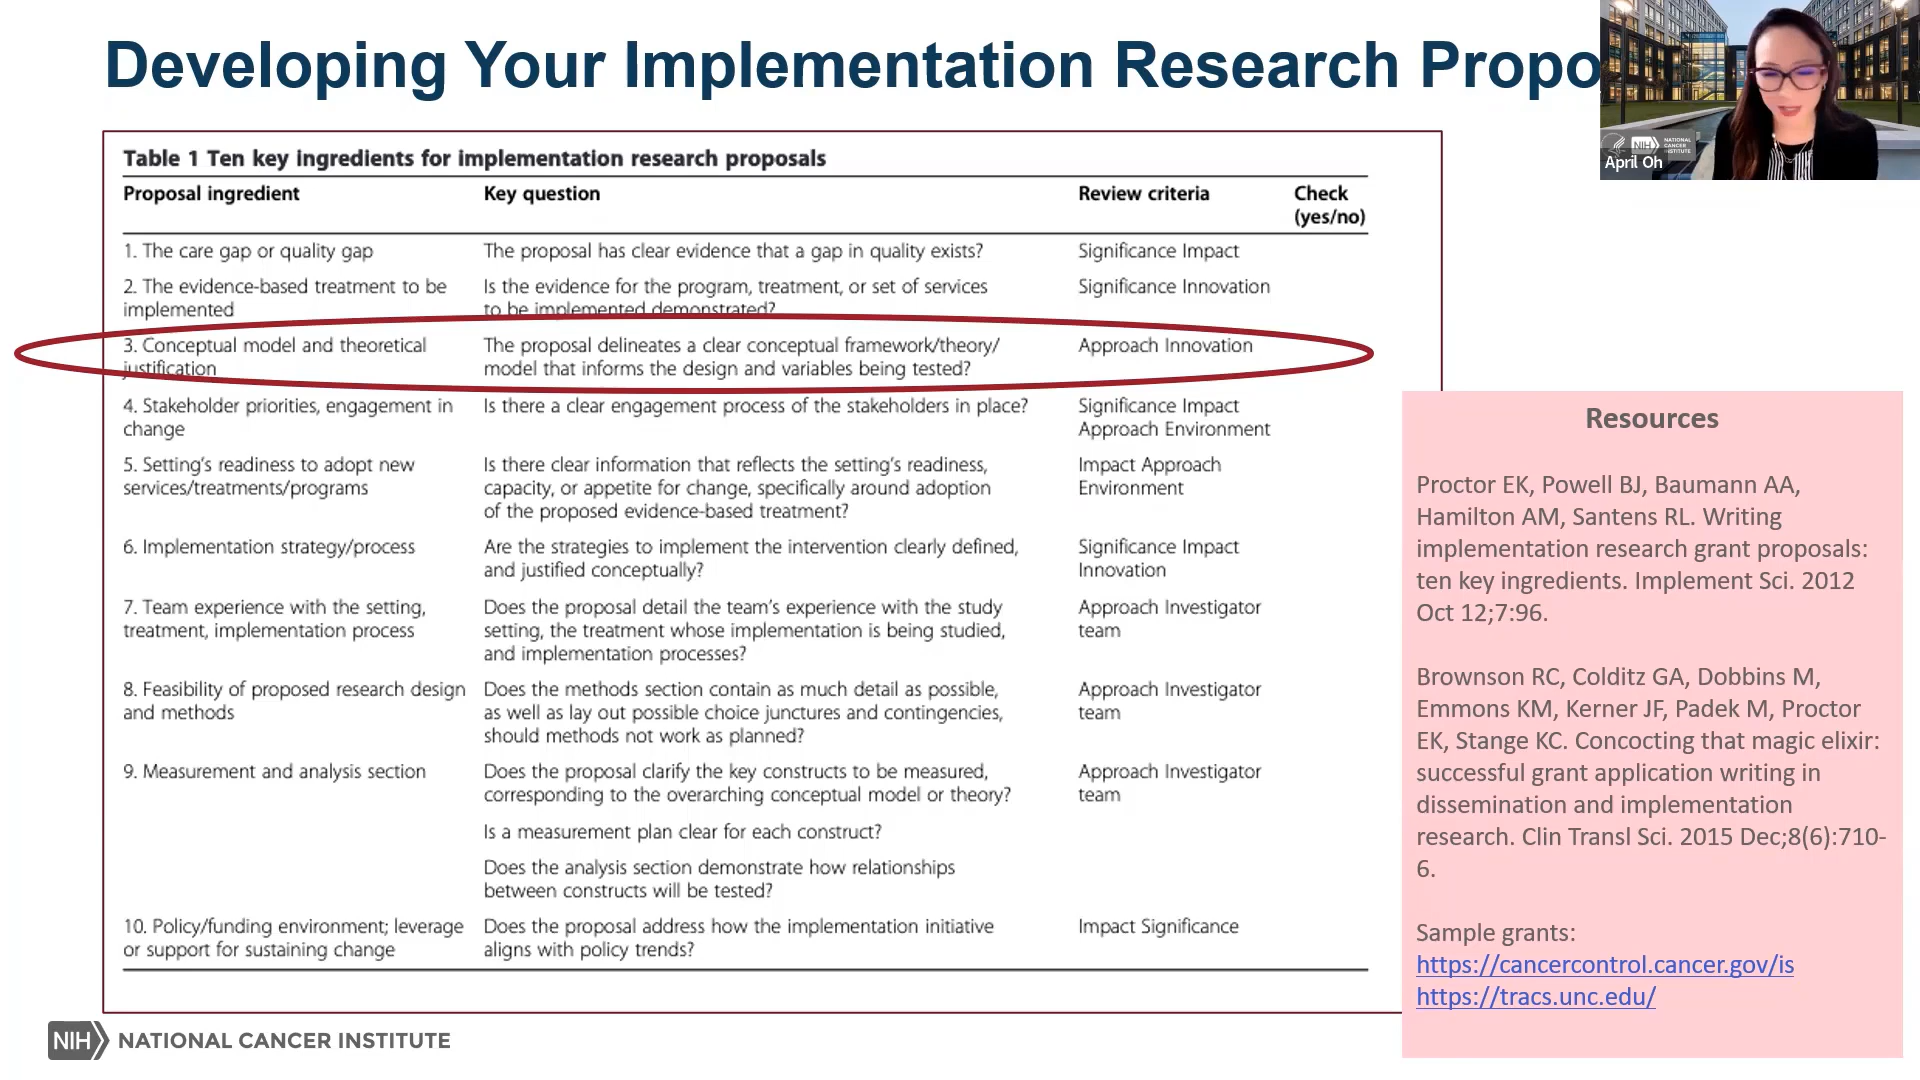 Developing Your Implementation Research Propo
NIH
NATIONAL
CANCER
INSTITUTE
April Oh
Table 1 Ten key ingredients for implementation research proposals
Proposal ingredient Key question Review criteria Check
(yes/no)
1. The care gap or quality gap The proposal has clear evidence that a gap in quality exists? Significance Impact
2. The evidence-based treatment to be Is the evidence for the program, treatment, or set of services Significance Innovation
implemented to be implemented demonstrated?
3. Conceptual model and theoretical The proposal delineates a clear conceptual framework/theory/ Approach Innovation
justification model that informs the design and variables being tested?
4. Stakeholder priorities, engagement in Is there a clear engagement process of the stakeholders in place? Significance Impact
change Approach Environment
5. Setting's readiness to adopt new Is there clear information that reflects the setting's readiness, Impact Approach
services/treatments/programs capacity, or appetite for change, specifically around adoption Environment
of the proposed evidence-based treatment?
6. Implementation strategy/process Are the strategies to implement the intervention clearly defined, Significance Impact
and justified conceptually? Innovation
7. Team experience with the setting, Does the proposal detail the team's experience with the study Approach Investigator
treatment, implementation process setting, the treatment whose implementation is being studied, team
and implementation processes?
8. Feasibility of proposed research design Does the methods section contain as much detail as possible, Approach Investigator
and methods as well as lay out possible choice junctures and contingencies, team
should methods not work as planned?
9. Measurement and analysis section Does the proposal clarify the key constructs to be measured, Approach Investigator
corresponding to the overarching conceptual model or theory? team
Is a measurement plan clear for each construct?
Does the analysis section demonstrate how relationships
between constructs will be tested?
10. Policy/funding environment; leverage Does the proposal address how the implementation initiative Impact Significance
or support for sustaining change aligns with policy trends?
Resources
Proctor EK, Powell BJ, Baumann AA,
Hamilton AM, Santens RL. Writing
implementation research grant proposals:
ten key ingredients. Implement Sci. 2012
Oct 12;7:96.
Brownson RC, Colditz GA, Dobbins M,
Emmons KM, Kerner JF, Padek M, Proctor
EK, Stange KC. Concocting that magic elixir:
successful grant application writing in
dissemination and implementation
research. Clin Transl Sci. 2015 Dec;8(6):710-
6.
Sample grants:
https://cancercontrol.cancer.gov/is
https://tracs.unc.edu/
NIH NATIONAL CANCER INSTITUTE